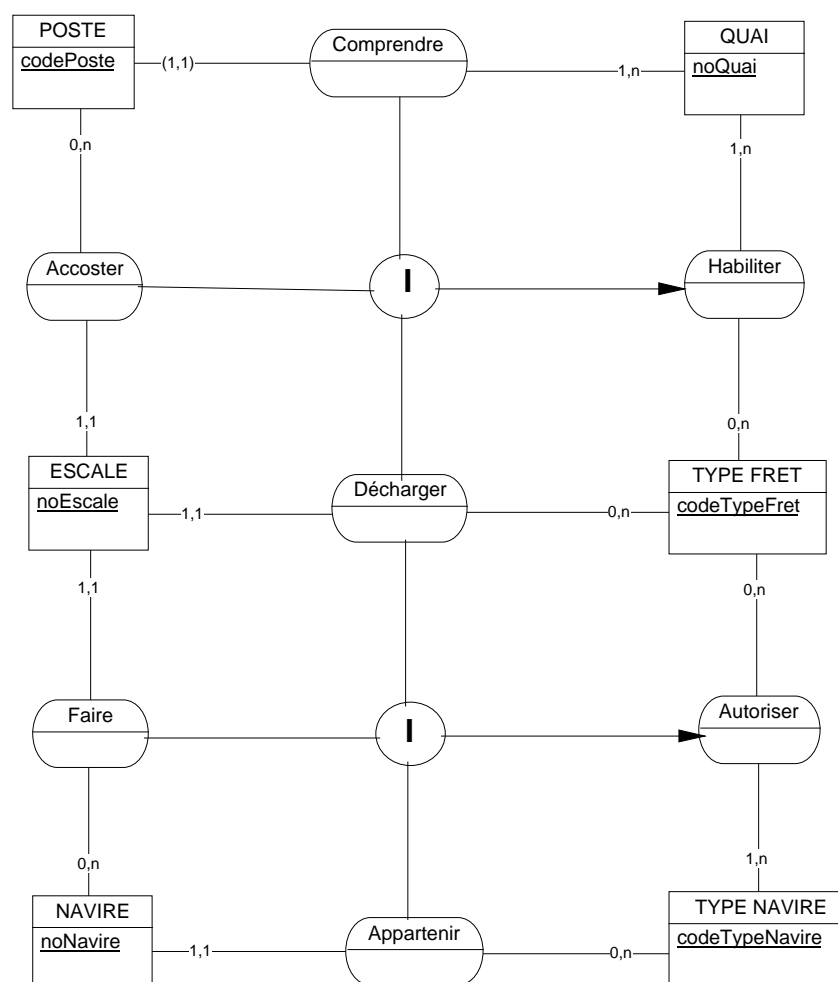 POSTE
codePoste
(1,1)
Comprendre
1,n
QUAI
noQuai
0,n
1,n
Accoster
I
Habiliter
1,1
0,n
ESCALE
noEscale
1,1
Décharger
0,n
TYPE FRET
codeTypeFret
1,1
0,n
Faire
I
Autoriser
0,n
1,n
NAVIRE
noNavire
1,1
Appartenir
0,n
TYPE NAVIRE
codeTypeNavire